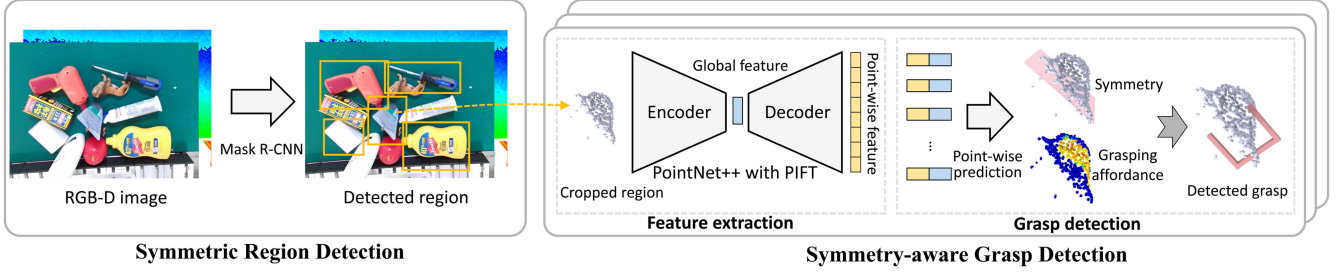 Mask R-CNN
RGB-D image
Detected region
Symmetric Region Detection
Global feature
Encoder
Decoder
Point-wise feature
PointNet++ with PIFT
Cropped region
Feature extraction
...
Point-wise
prediction
Symmetry
Grasping
affordance
Detected grasp
Grasp detection
Symmetry-aware Grasp Detection